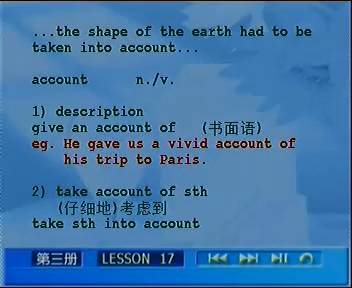 ...the shape of the earth had to be
taken into account...
account n./v.
1) description
give an account of (书面语)
eg. He gave us a vivid account of
his trip to Paris.
2) take account of sth
(仔细地)考虑到
take sth into account
第三册 LESSON 17